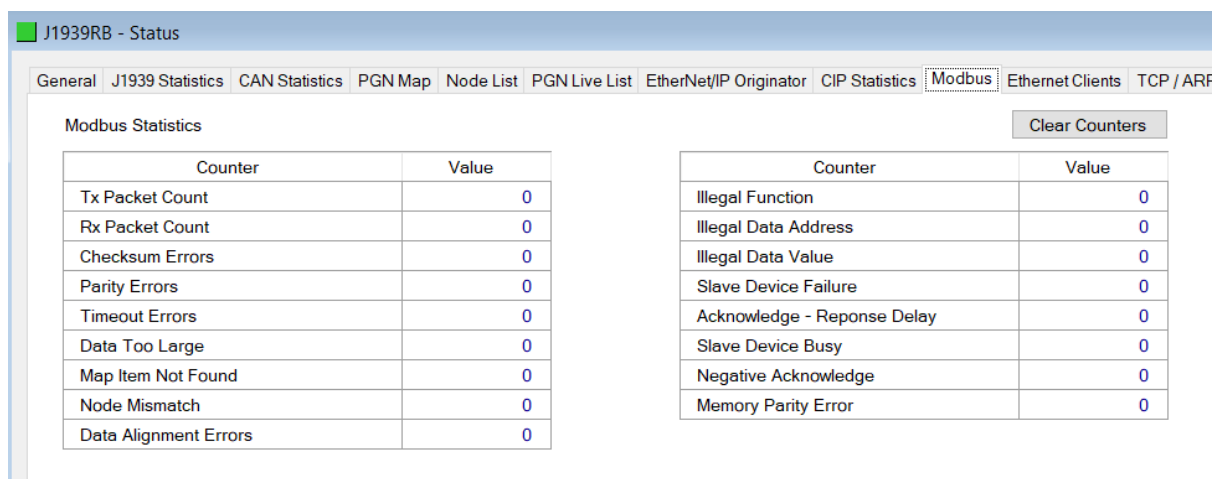 J1939RB - Status
General J1939 Statistics CAN Statistics PGN Map Node List PGN Live List EtherNet/IP Originator CIP Statistics Modbus Ethernet Clients TCP / ARP
Modbus Statistics
Clear Counters
Counter Value
Tx Packet Count 0
Rx Packet Count 0
Checksum Errors 0
Parity Errors 0
Timeout Errors 0
Data Too Large 0
Map Item Not Found 0
Node Mismatch 0
Data Alignment Errors 0
Counter Value
Illegal Function 0
Illegal Data Address 0
Illegal Data Value 0
Slave Device Failure 0
Acknowledge - Reponse Delay 0
Slave Device Busy 0
Negative Acknowledge 0
Memory Parity Error 0